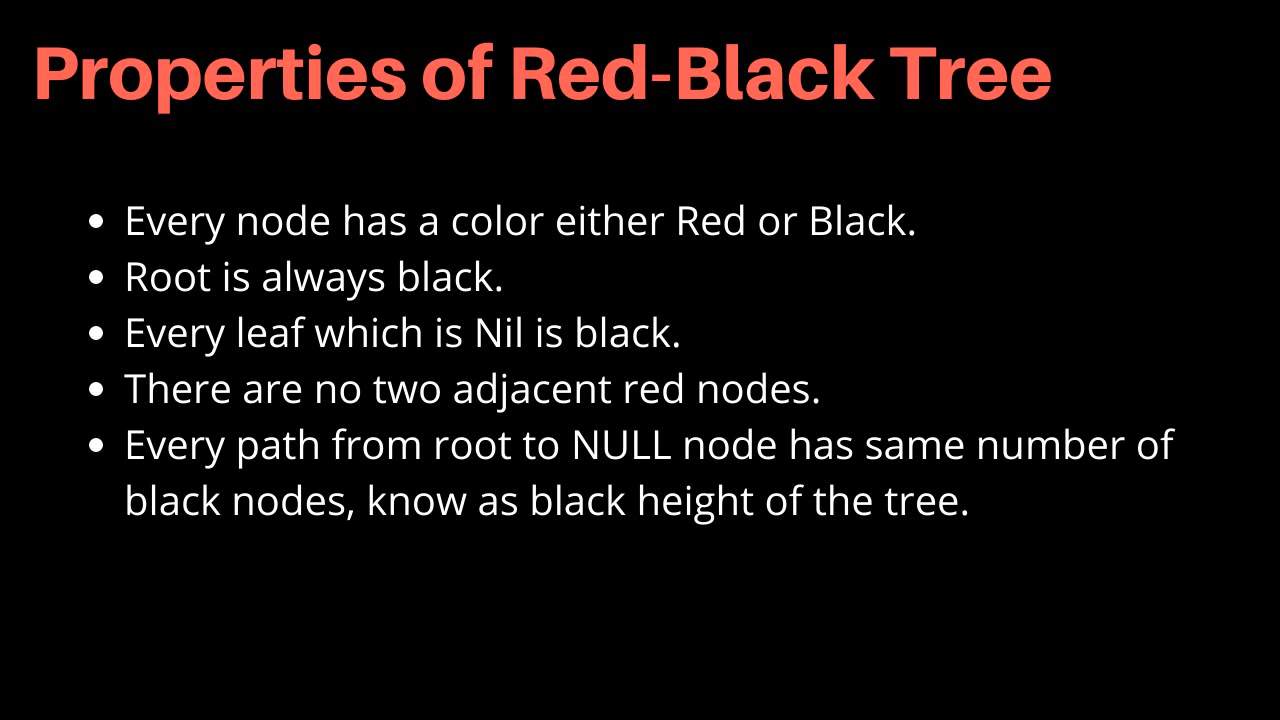 Properties of Red-Black Tree
• Every node has a color either Red or Black.
• Root is always black.
• Every leaf which is Nil is black.
• There are no two adjacent red nodes.
• Every path from root to NULL node has same number of
black nodes, know as black height of the tree.